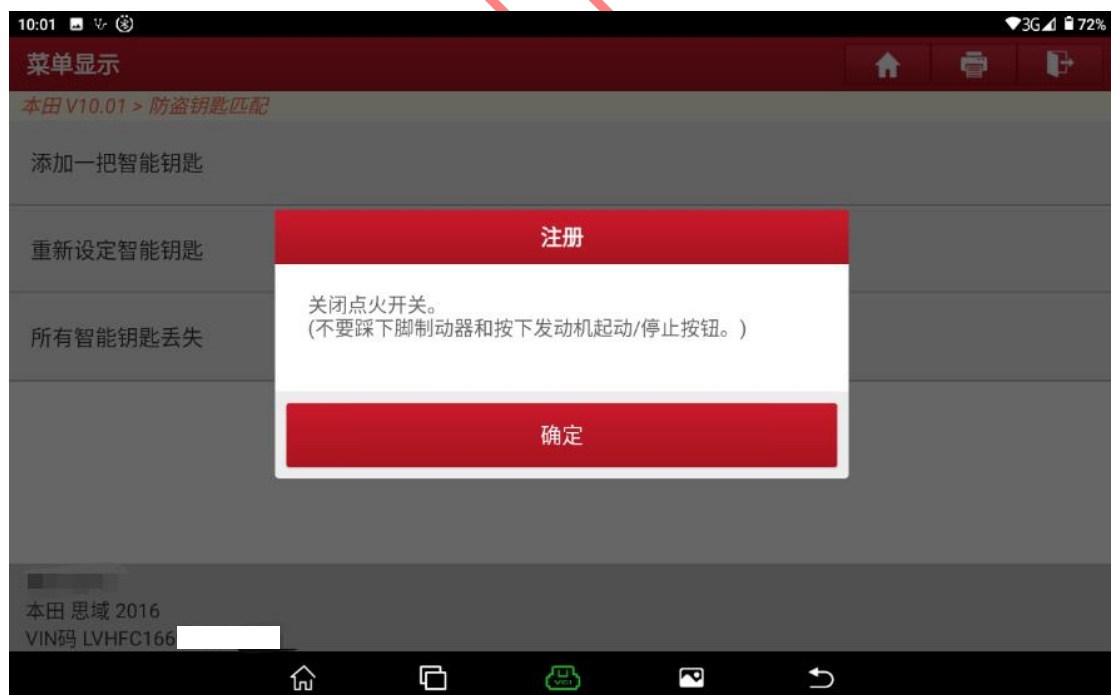 10:01
3G 72%
菜单显示
本田 V10.01 > 防盗钥匙匹配
添加一把智能钥匙
重新设定智能钥匙
所有智能钥匙丢失
注册
关闭点火开关。
(不要踩下脚制动器和按下发动机起动/停止按钮。)
确定
本田 思域 2016
VIN码 LVHFC166
VCI